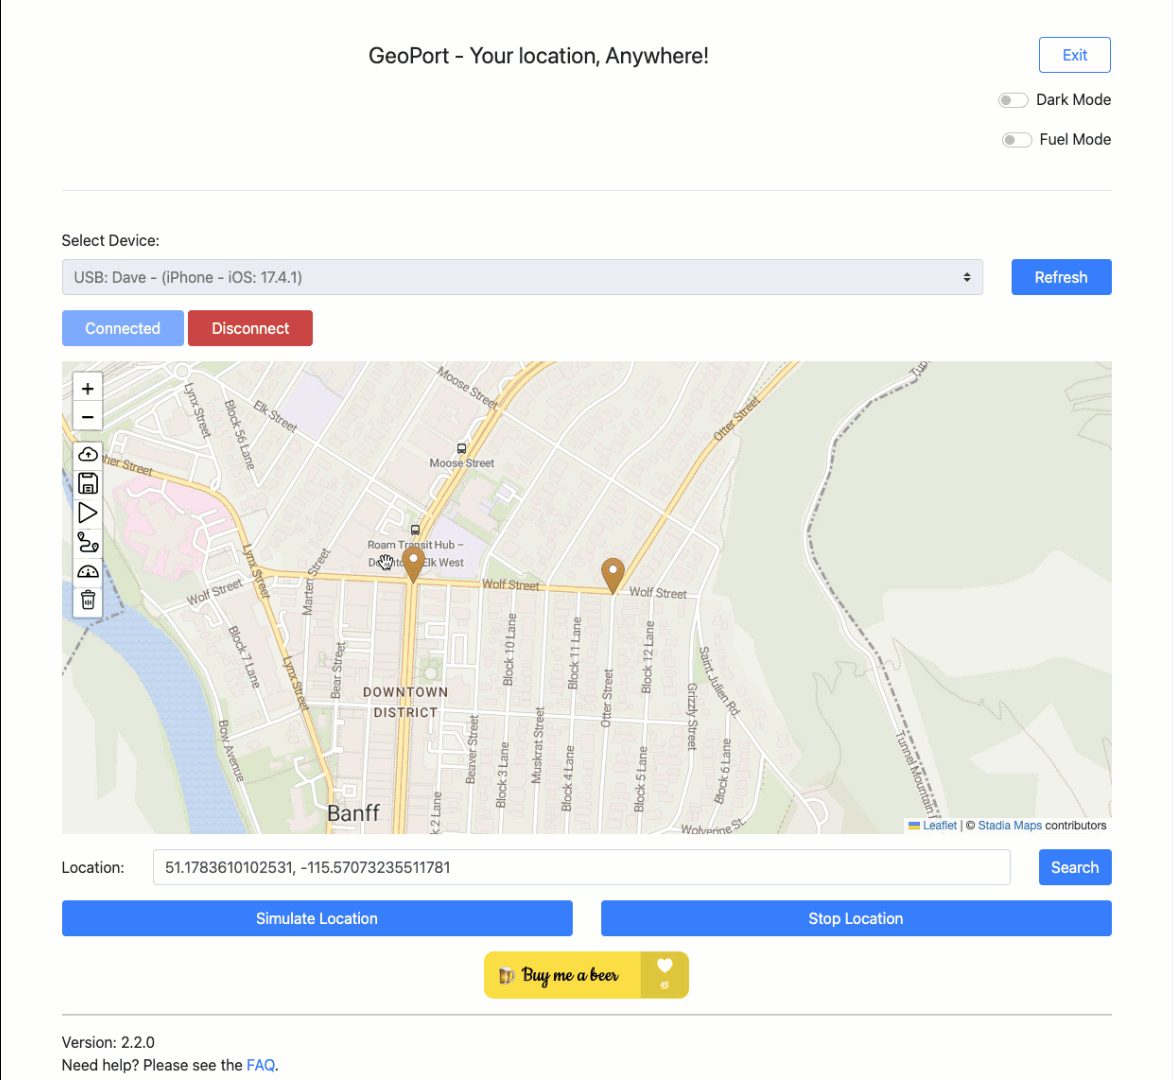 GeoPort - Your location, Anywhere!
Exit
Dark Mode
Fuel Mode
Select Device:
USB: Dave - (iPhone - iOS: 17.4.1)
Refresh
Connected
Disconnect
+
−
Moose Street
Lynx Street
Block 56 Lane
Elk Street
Otter Street
Moose Street
Street
Roam Transit Hub –
Elk West
Lynx Street
Marten Street
Wolf Street
Wolf Street
Wolf Street
Block 7 Lane
Lynx Street
Bear Street
Block 10 Lane
Block 11 Lane
Block 12 Lane
Otter Street
Saint Julien Rd.
Grizzly Street
DOWNTOWN
DISTRICT
Bow Avenue
Beaver Street
Block 3 Lane
Muskrat Street
Block 4 Lane
Block 5 Lane
Block 6 Lane
Tunnel Mountain
Banff
2 Lane
Wolverine St.
Leaflet | © Stadia Maps contributors
Location:
51.1783610102531, -115.57073235511781
Search
Simulate Location
Stop Location
Buy me a beer
Version: 2.2.0
Need help? Please see the FAQ.